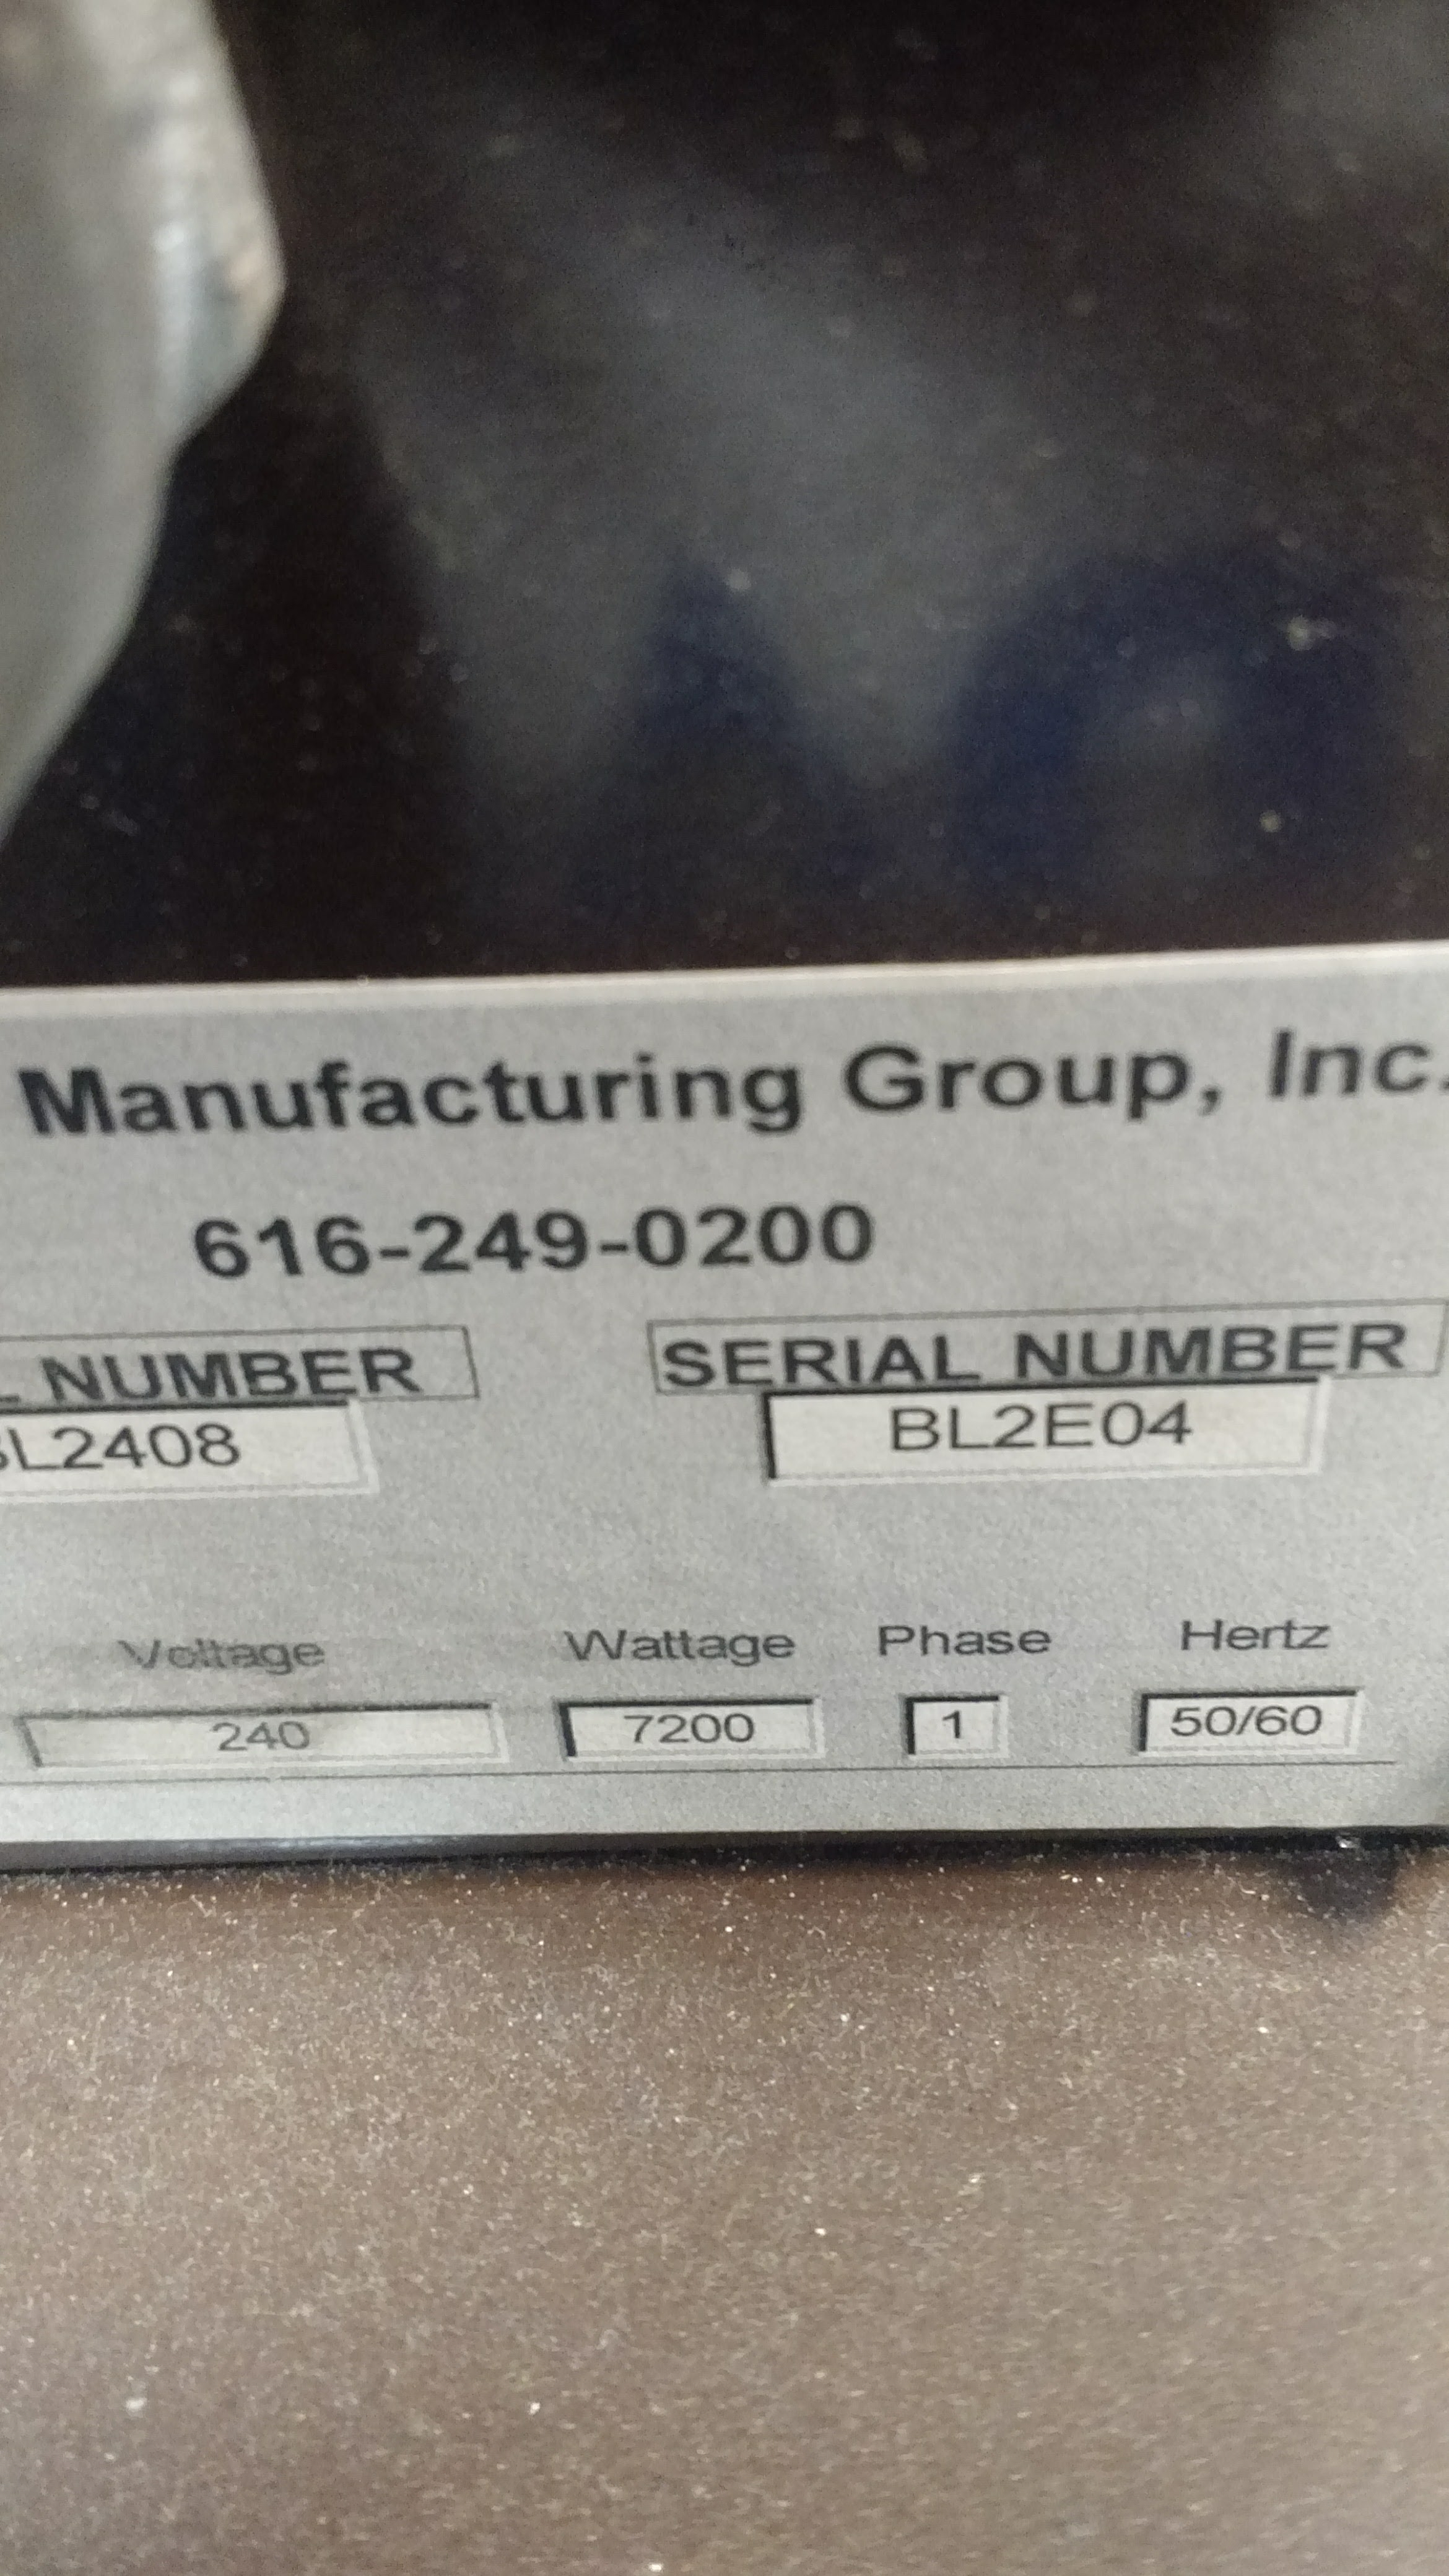 Manufacturing Group, Inc.
616-249-0200
L NUMBER SERIAL NUMBER
BL2408 BL2E04
Voltage Wattage Phase Hertz
240 7200 1 50/60